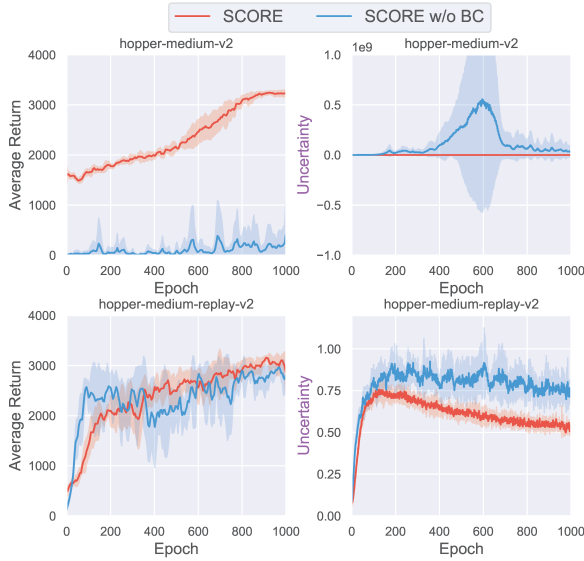 SCORE SCORE w/o BC
hopper-medium-v2 hopper-medium-v2
1e9
4000
3000
2000
1000
0
Average Return
0 200 400 600 800 1000
Epoch
1.0
0.5
0.0
−0.5
−1.0
Uncertainty
0 200 400 600 800 1000
Epoch
hopper-medium-replay-v2 hopper-medium-replay-v2
4000
3000
2000
1000
0
Average Return
0 200 400 600 800 1000
Epoch
1.00
0.75
0.50
0.25
0.00
Uncertainty
0 200 400 600 800 1000
Epoch